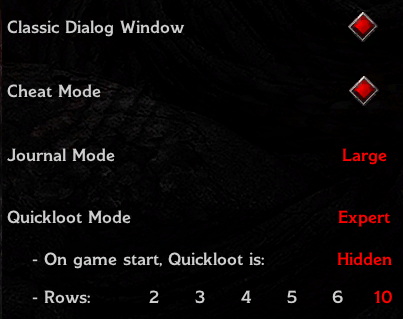 Classic Dialog Window
Cheat Mode
Journal Mode Large
Quickloot Mode Expert
- On game start, Quickloot is: Hidden
- Rows: 2 3 4 5 6 10